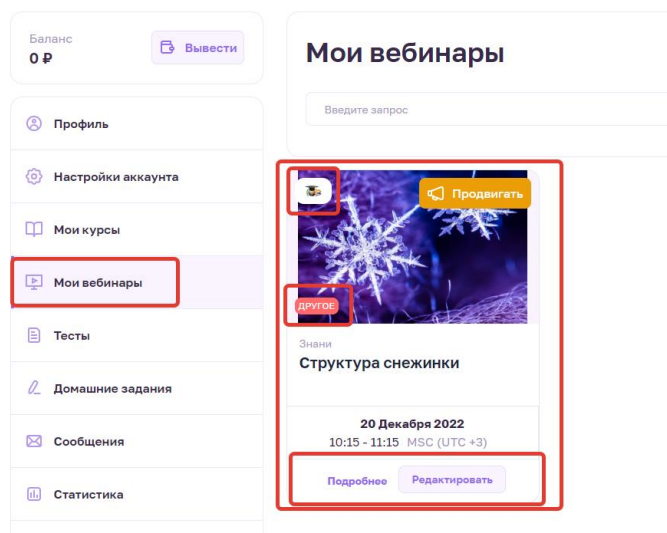 Баланс
0 ₽
Вывести
Профиль
Настройки аккаунта
Мои курсы
Мои вебинары
Тесты
Домашние задания
Сообщения
Статистика
Мои вебинары
Введите запрос
Продвигать
ДРУГОЕ
Знани
Структура снежинки
20 Декабря 2022
10:15 - 11:15 MSC (UTC +3)
Подробнее Редактировать